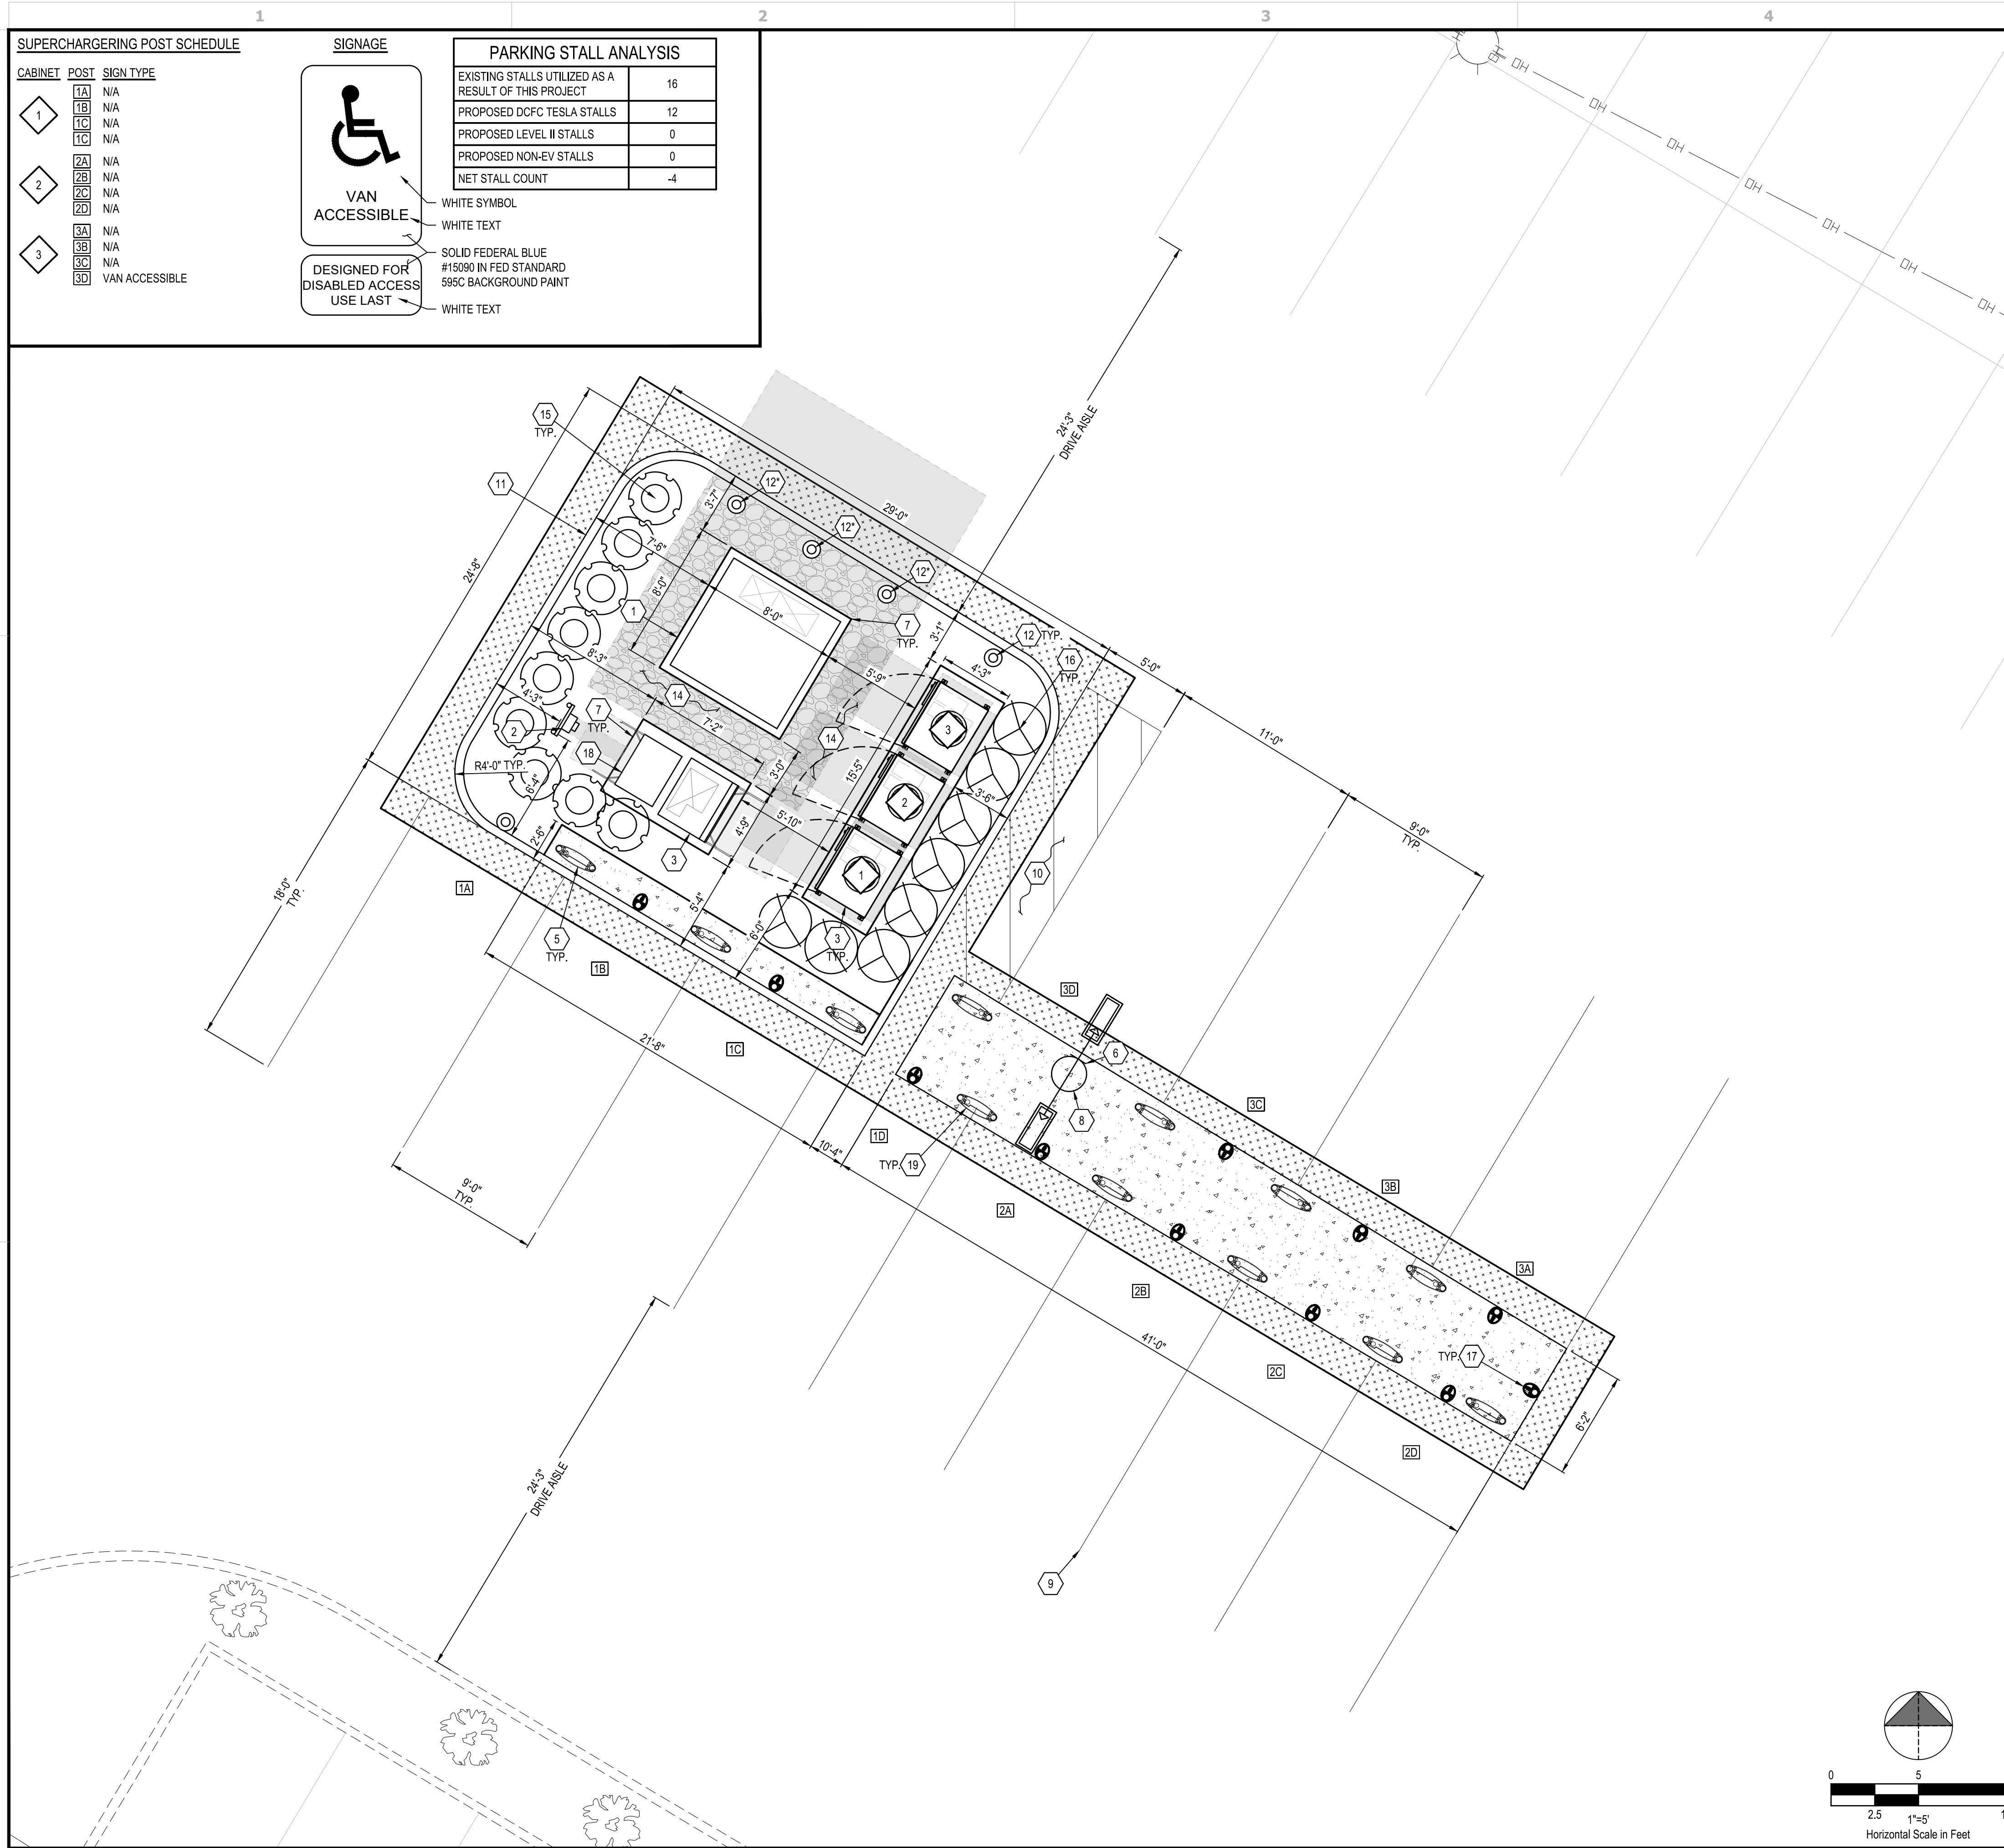 1 2 3 4
SUPERCHARGERING POST SCHEDULE
CABINET POST SIGN TYPE
1
1A N/A
1B N/A
1C N/A
1C N/A
2
2A N/A
2B N/A
2C N/A
2D N/A
3
3A N/A
3B N/A
3C N/A
3D VAN ACCESSIBLE
SIGNAGE
VAN
ACCESSIBLE
DESIGNED FOR
DISABLED ACCESS
USE LAST
WHITE SYMBOL
WHITE TEXT
SOLID FEDERAL BLUE
#15090 IN FED STANDARD
595C BACKGROUND PAINT
WHITE TEXT
PARKING STALL ANALYSIS
EXISTING STALLS UTILIZED AS A
RESULT OF THIS PROJECT 16
PROPOSED DCFC TESLA STALLS 12
PROPOSED LEVEL II STALLS 0
PROPOSED NON-EV STALLS 0
NET STALL COUNT -4
OH
OH
OH
OH
OH
OH
OH
OH
OH
24'-3"
DRIVE AISLE
15
TYP.
11
12*
12*
12*
29'-0"
3'-7"
7'-6"
24'-8"
8'-0"
8'-0"
1
7
TYP.
12 TYP.
3'-1"
16
TYP.
5'-0"
4'-3"
5'-9"
8'-3"
14
4'-3"
7
TYP.
7'-2"
2
18
14
3
11'-0"
R4'-0" TYP.
6'-4"
3'-0"
15'-5"
2
3'-6"
5'-10"
4'-9"
9'-0"
TYP.
2'-6"
3
1
10
18'-0"
TYP.
1A
5'-4"
6'-0"
5
TYP.
3
TYP.
1B
3D
21'-8"
1C
6
3C
8
1D
10'-4"
TYP. 19
9'-0"
TYP.
3B
2A
3A
2B
41'-0"
TYP. 17
2C
6'-2"
2D
24'-3"
DRIVE AISLE
9
0 5
2.5 1"=5'
Horizontal Scale in Feet